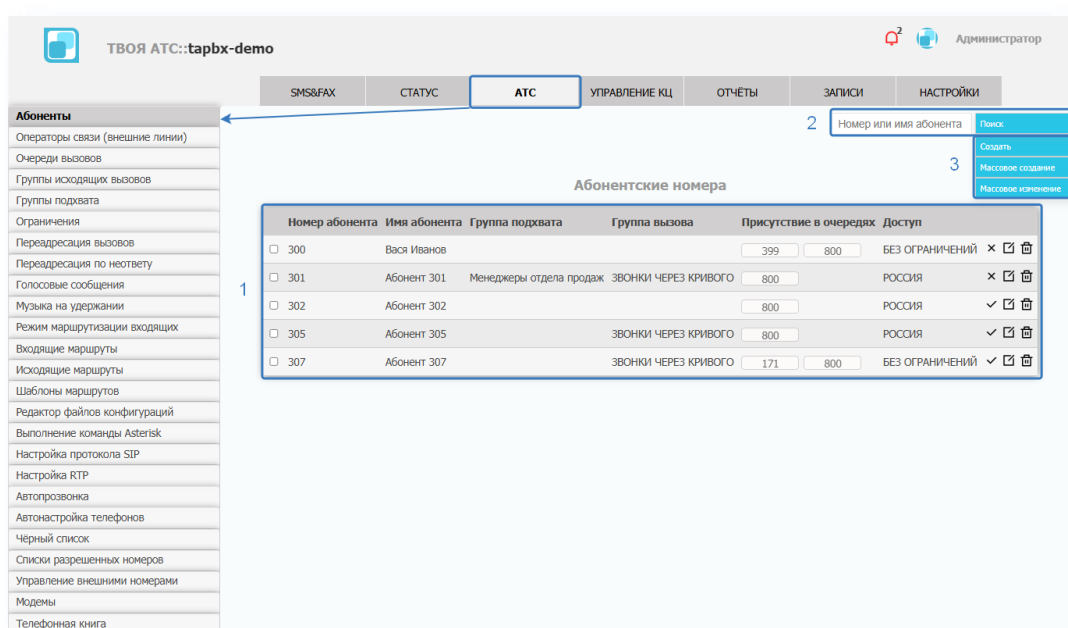 ТВОЯ АТС::tapbx-demo
2
Администратор
SMS&FAX СТАТУС АТС УПРАВЛЕНИЕ КЦ ОТЧЁТЫ ЗАПИСИ НАСТРОЙКИ
Абоненты
Операторы связи (внешние линии)
Очереди вызовов
Группы исходящих вызовов
Группы подхвата
Ограничения
Переадресация вызовов
Переадресация по неответу
Голосовые сообщения
Музыка на удержании
Режим маршрутизации входящих
Входящие маршруты
Исходящие маршруты
Шаблоны маршрутов
Редактор файлов конфигураций
Выполнение команды Asterisk
Настройка протокола SIP
Настройка RTP
Автопрозвонка
Автонастройка телефонов
Чёрный список
Списки разрешенных номеров
Управление внешними номерами
Модемы
Телефонная книга
2 Номер или имя абонента Поиск
3
Создать
Массовое создание
Массовое изменение
Абонентские номера
1
Номер абонента Имя абонента Группа подхвата Группа вызова Присутствие в очередях Доступ
300 Вася Иванов 399 800 БЕЗ ОГРАНИЧЕНИЙ
301 Абонент 301 Менеджеры отдела продаж ЗВОНКИ ЧЕРЕЗ КРИВОГО 800 РОССИЯ
302 Абонент 302 800 РОССИЯ
305 Абонент 305 ЗВОНКИ ЧЕРЕЗ КРИВОГО 800 РОССИЯ
307 Абонент 307 ЗВОНКИ ЧЕРЕЗ КРИВОГО 171 800 БЕЗ ОГРАНИЧЕНИЙ